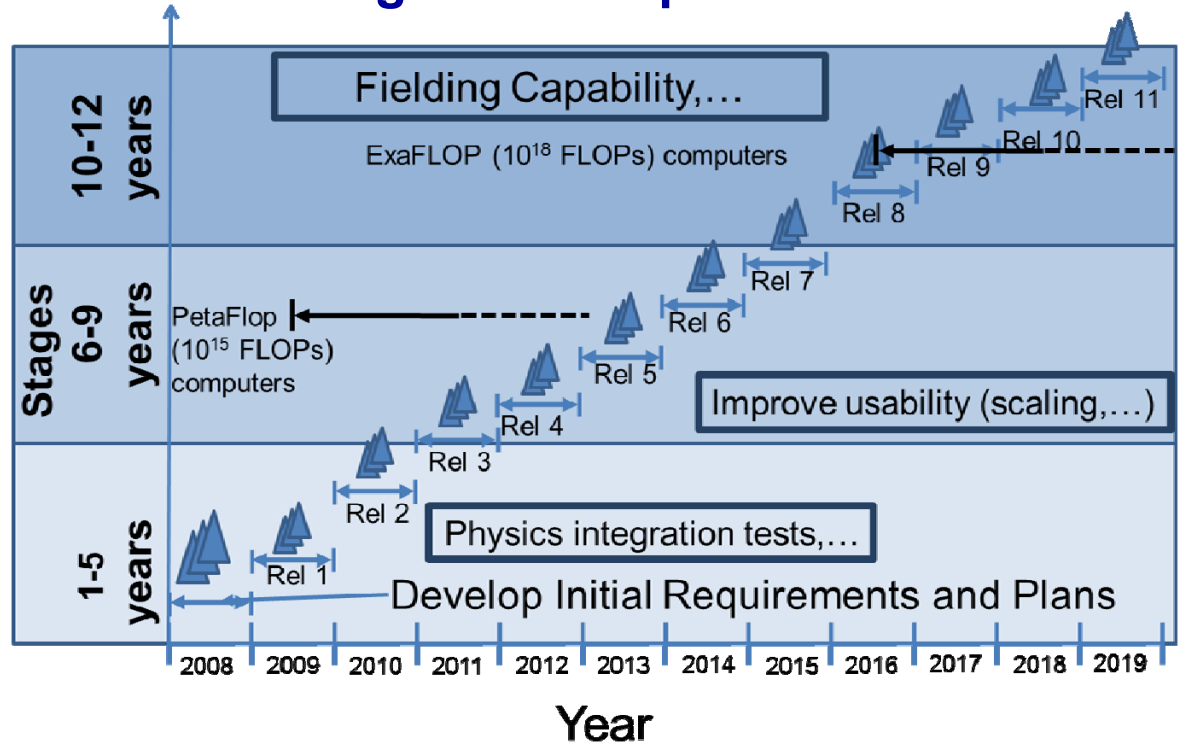 Fielding Capability,…
ExaFLOP (10¹⁸ FLOPs) computers
10-12
years
Rel 11
Rel 10
Rel 9
Rel 8
Rel 7
Stages
6-9
years
PetaFlop
(10¹⁵ FLOPs)
computers
Rel 6
Rel 5
Improve usability (scaling,…)
Rel 4
Rel 3
Rel 2
1-5
years
Physics integration tests,…
Rel 1
Develop Initial Requirements and Plans
2008 2009 2010 2011 2012 2013 2014 2015 2016 2017 2018 2019
Year